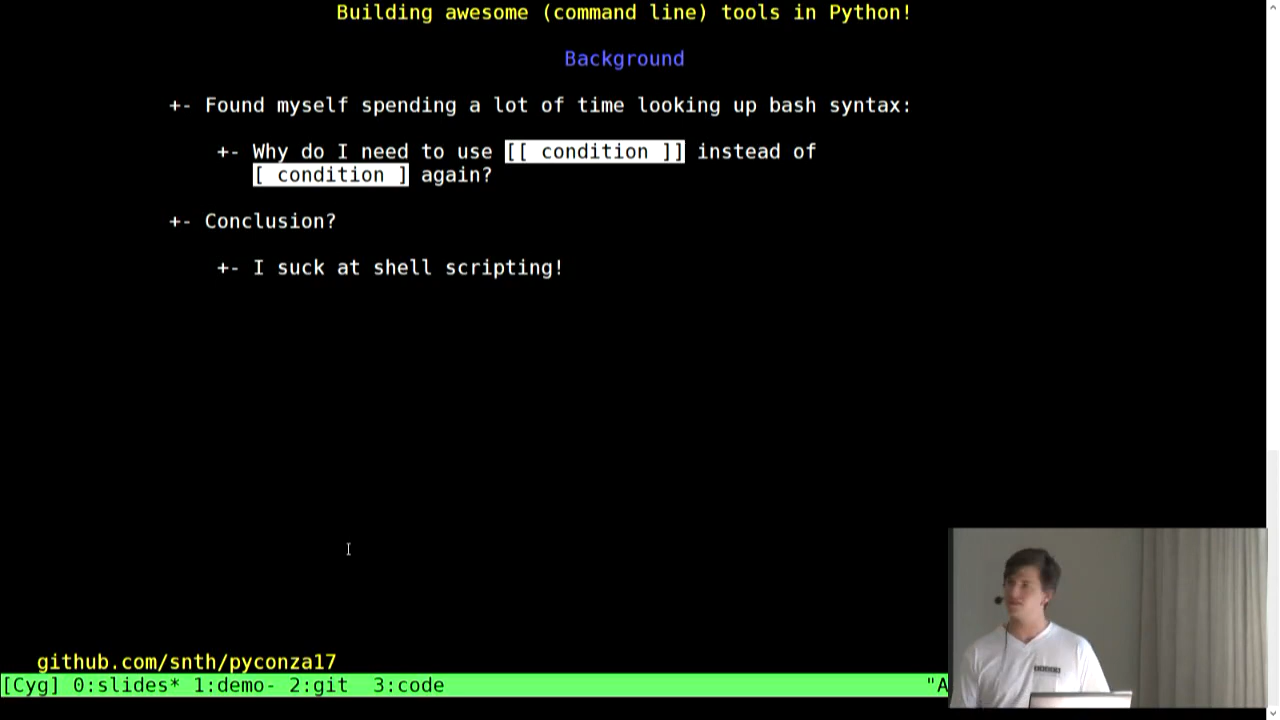 Building awesome (command line) tools in Python!
Background
+- Found myself spending a lot of time looking up bash syntax:
+- Why do I need to use [[ condition ]] instead of
[ condition ] again?
+- Conclusion?
+- I suck at shell scripting!
github.com/snth/pyconza17
[Cyg] 0:slides* 1:demo- 2:git 3:code "A